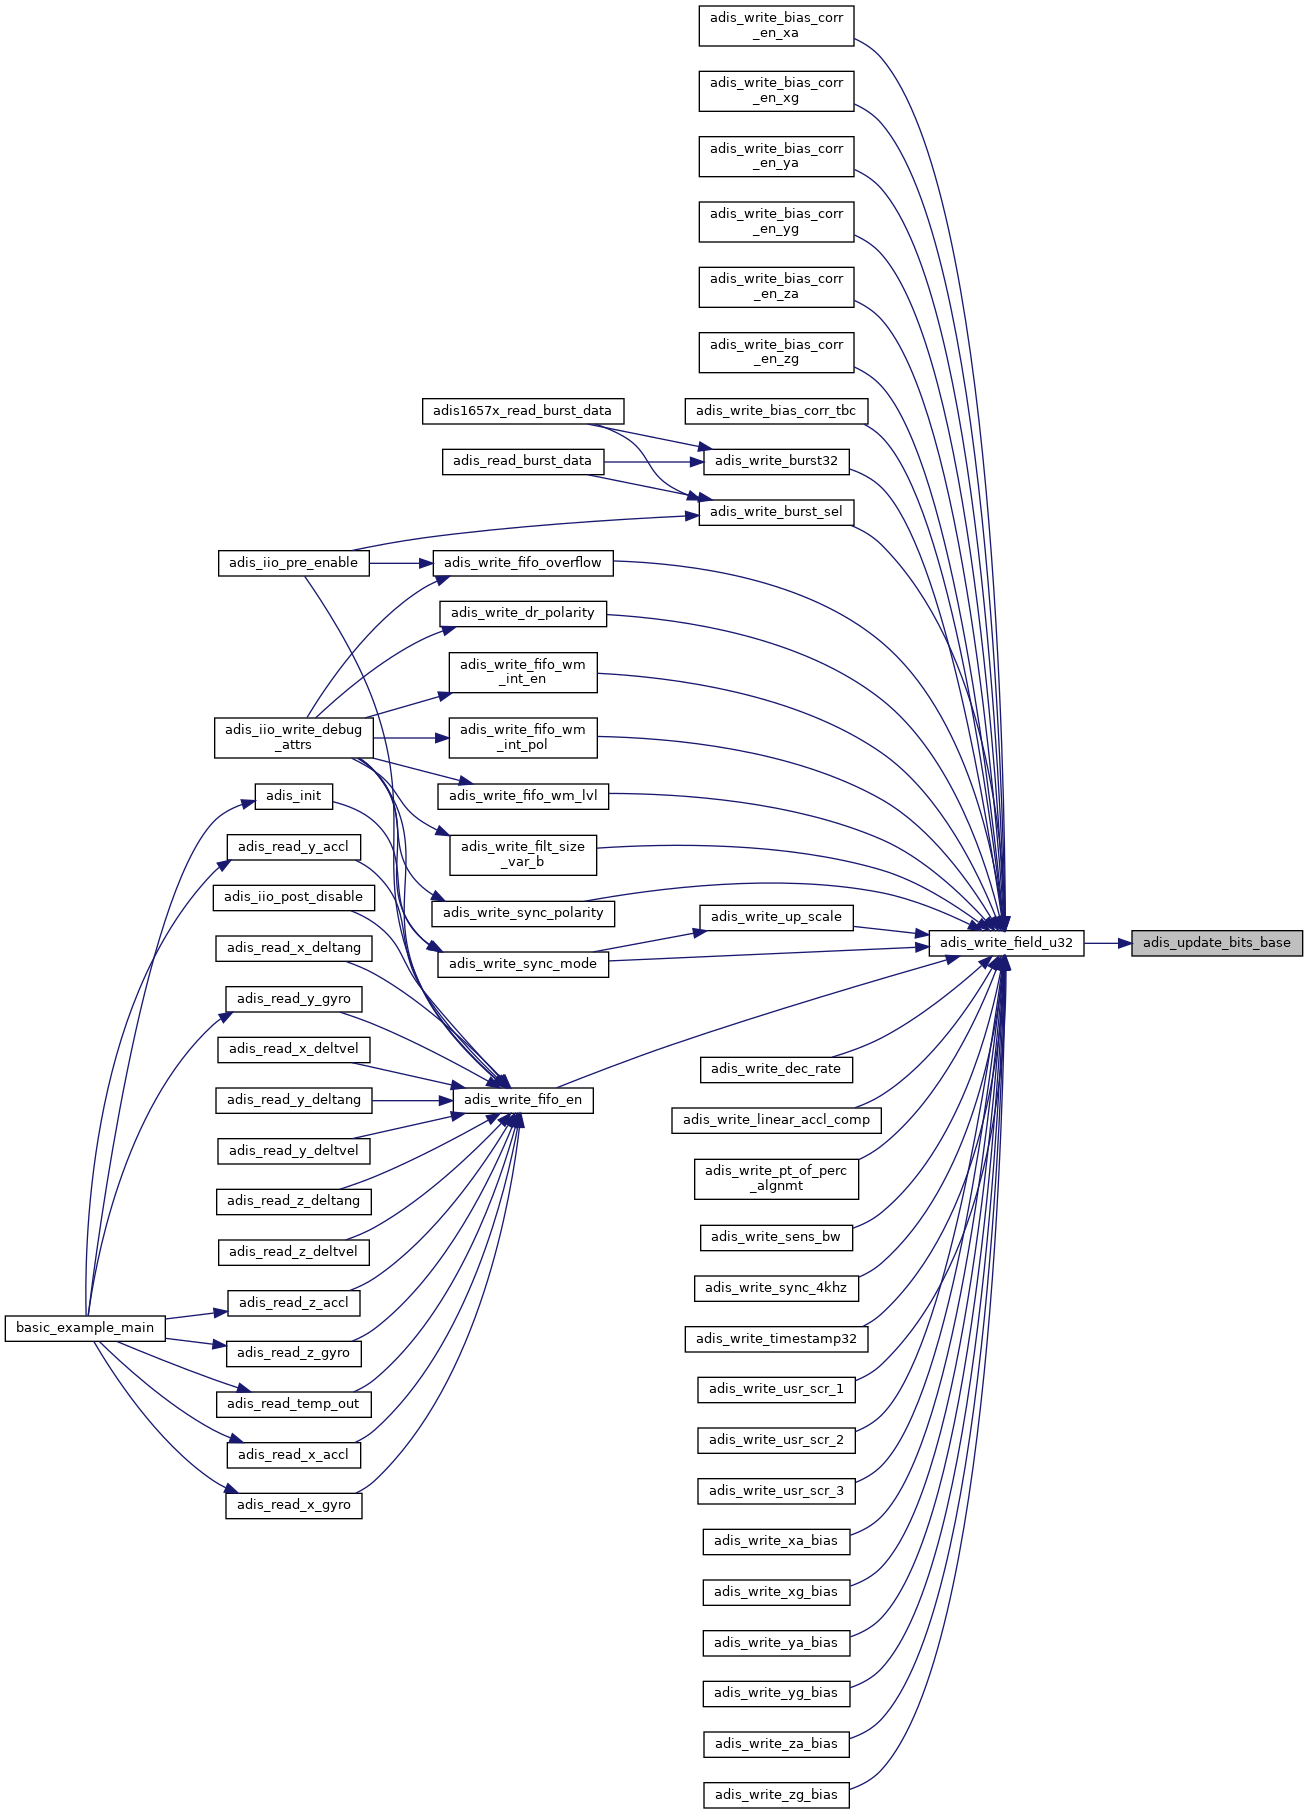 adis_write_bias_corr
_en_xa
adis_write_bias_corr
_en_xg
adis_write_bias_corr
_en_ya
adis_write_bias_corr
_en_yg
adis_write_bias_corr
_en_za
adis_write_bias_corr
_en_zg
adis1657x_read_burst_data
adis_write_bias_corr_tbc
adis_read_burst_data
adis_write_burst32
adis_write_burst_sel
adis_iio_pre_enable
adis_write_fifo_overflow
adis_write_dr_polarity
adis_write_fifo_wm
_int_en
adis_iio_write_debug
_attrs
adis_write_fifo_wm
_int_pol
adis_init
adis_write_fifo_wm_lvl
adis_read_y_accl
adis_write_filt_size
_var_b
adis_iio_post_disable
adis_write_sync_polarity
adis_write_up_scale
adis_read_x_deltang
adis_write_sync_mode
adis_write_field_u32
adis_update_bits_base
adis_read_y_gyro
adis_read_x_deltvel
adis_write_dec_rate
adis_read_y_deltang
adis_write_fifo_en
adis_write_linear_accl_comp
adis_read_y_deltvel
adis_write_pt_of_perc
_algnmt
adis_read_z_deltang
adis_read_z_deltvel
adis_write_sens_bw
adis_read_z_accl
adis_write_sync_4khz
basic_example_main
adis_read_z_gyro
adis_write_timestamp32
adis_read_temp_out
adis_write_usr_scr_1
adis_read_x_accl
adis_write_usr_scr_2
adis_read_x_gyro
adis_write_usr_scr_3
adis_write_xa_bias
adis_write_xg_bias
adis_write_ya_bias
adis_write_yg_bias
adis_write_za_bias
adis_write_zg_bias